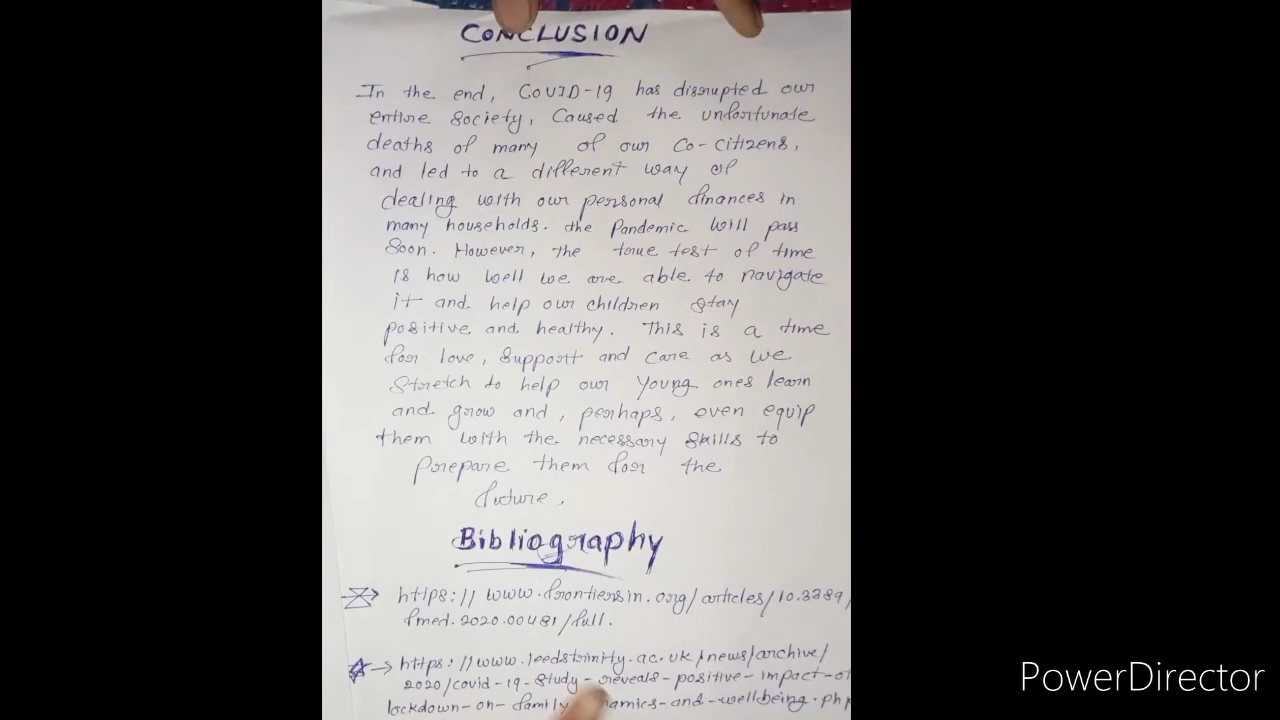 CONCLUSION
In the end, COVID-19 has disrupted our
entire society, Caused the unfortunate
deaths of many of our Co-citizens,
and led to a different way of
dealing with our personal finances in
many households. the Pandemic will pass
Soon. However, the true test of time
is how well we are able to navigate
it and help our children stay
positive and healthy. This is a time
for love, support and care as we
stretch to help our young ones learn
and grow and, perhaps, even equip
them with the necessary skills to
prepare them for the
future.
Bibliography
https://www.frontiersin.org/articles/10.3389/
fmed.2020.00481/full.
https://www.leedstrinity.ac.uk/news/archive/
2020/covid-19-study-reveals-positive-impact-of
lockdown-on-family namics-and-wellbeing.php
PowerDirector